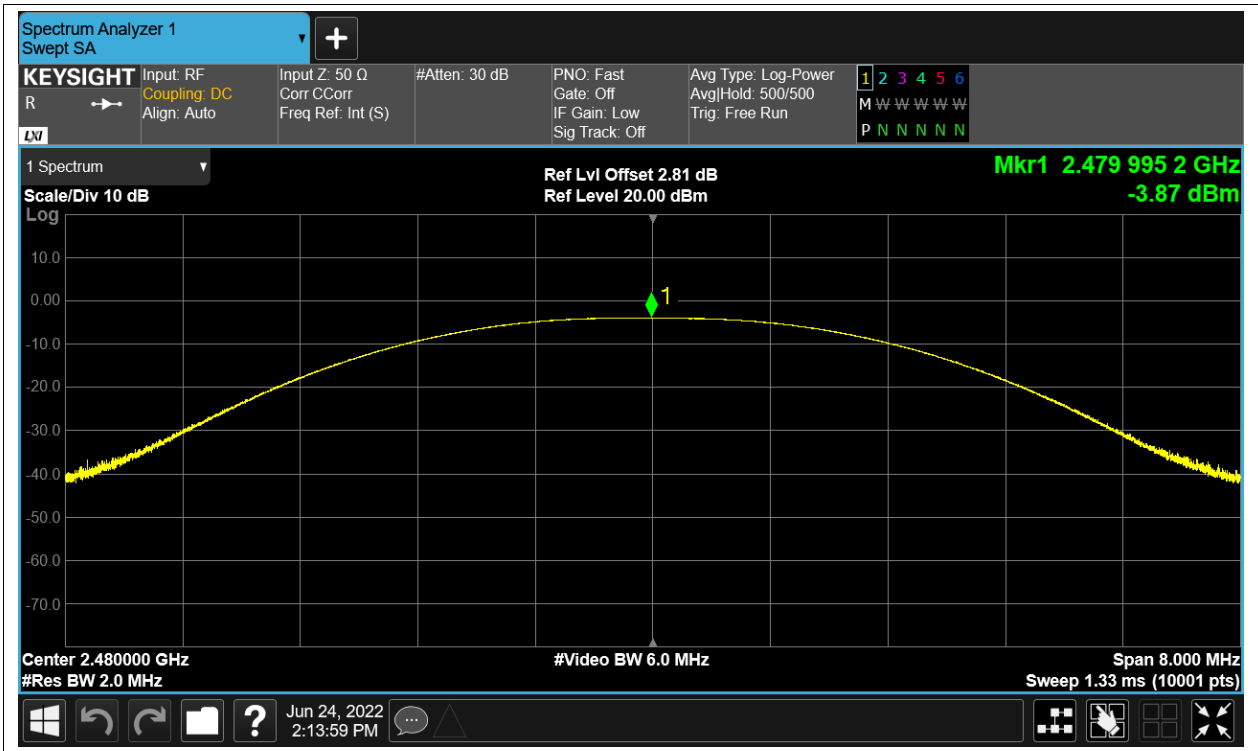 Spectrum Analyzer 1
Swept SA
KEYSIGHT
R
LXI
Input: RF
Coupling: DC
Align: Auto
Input Z: 50 Ω
Corr CCorr
Freq Ref: Int (S)
#Atten: 30 dB
PNO: Fast
Gate: Off
IF Gain: Low
Sig Track: Off
Avg Type: Log-Power
Avg|Hold: 500/500
Trig: Free Run
1 2 3 4 5 6
M W W W W W W
P N N N N N N
1 Spectrum
Scale/Div 10 dB
Log
Ref Lvl Offset 2.81 dB
Ref Level 20.00 dBm
Mkr1 2.479 995 2 GHz
-3.87 dBm
10.0
0.00
-10.0
-20.0
-30.0
-40.0
-50.0
-60.0
-70.0
1
Center 2.480000 GHz
#Res BW 2.0 MHz
#Video BW 6.0 MHz
Span 8.000 MHz
Sweep 1.33 ms (10001 pts)
?
Jun 24, 2022
2:13:59 PM